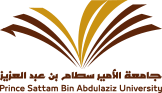 جامعة الأمير سطام بن عبد العزيز
Prince Sattam Bin Abdulaziz University